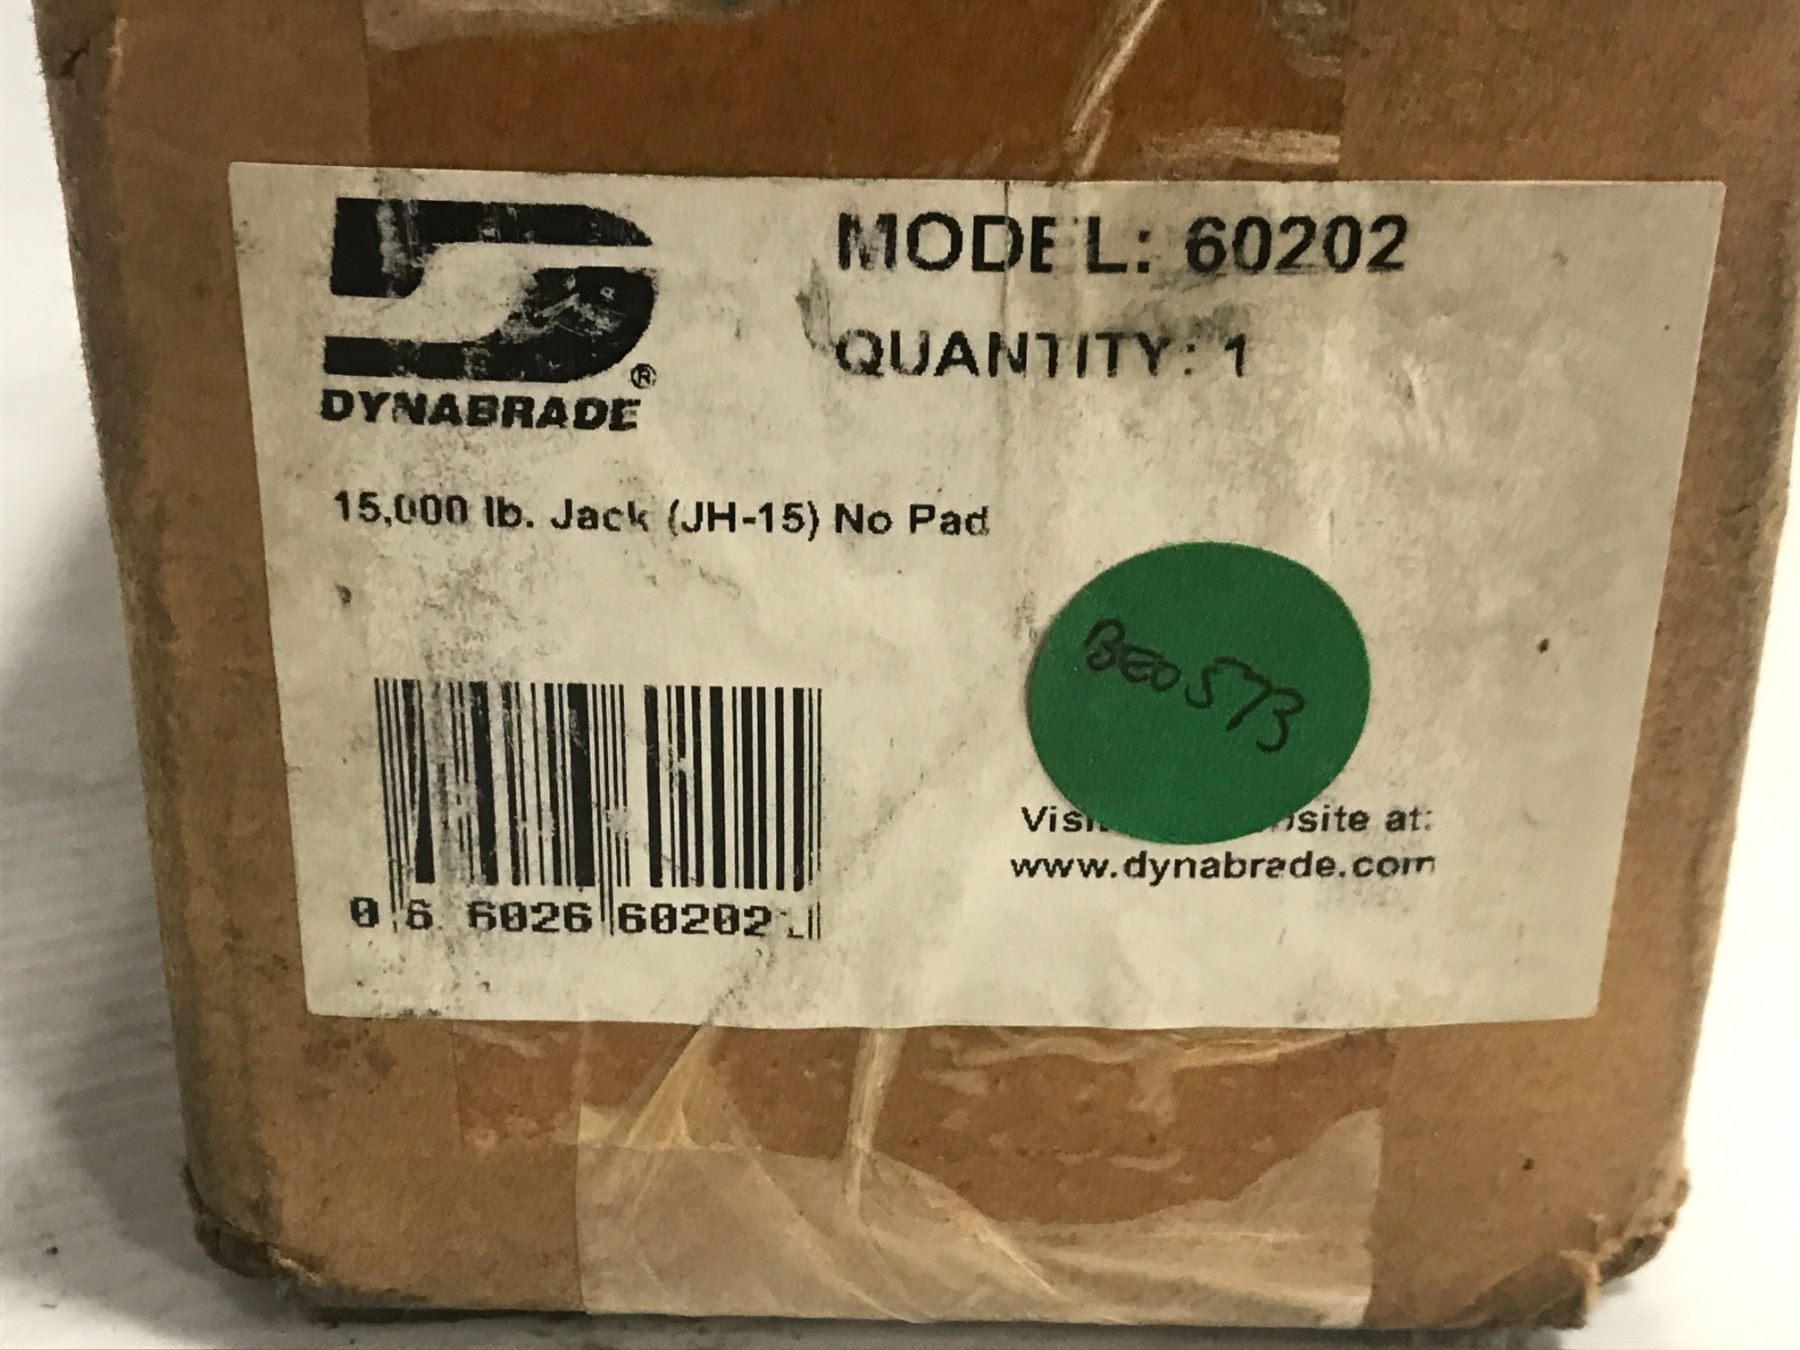 MODEL: 60202
QUANTITY: 1
®
DYNABRADE
15,000 lb. Jack (JH-15) No Pad
BE0573
at:
www.dynabrade.com
0 6 6026 60202